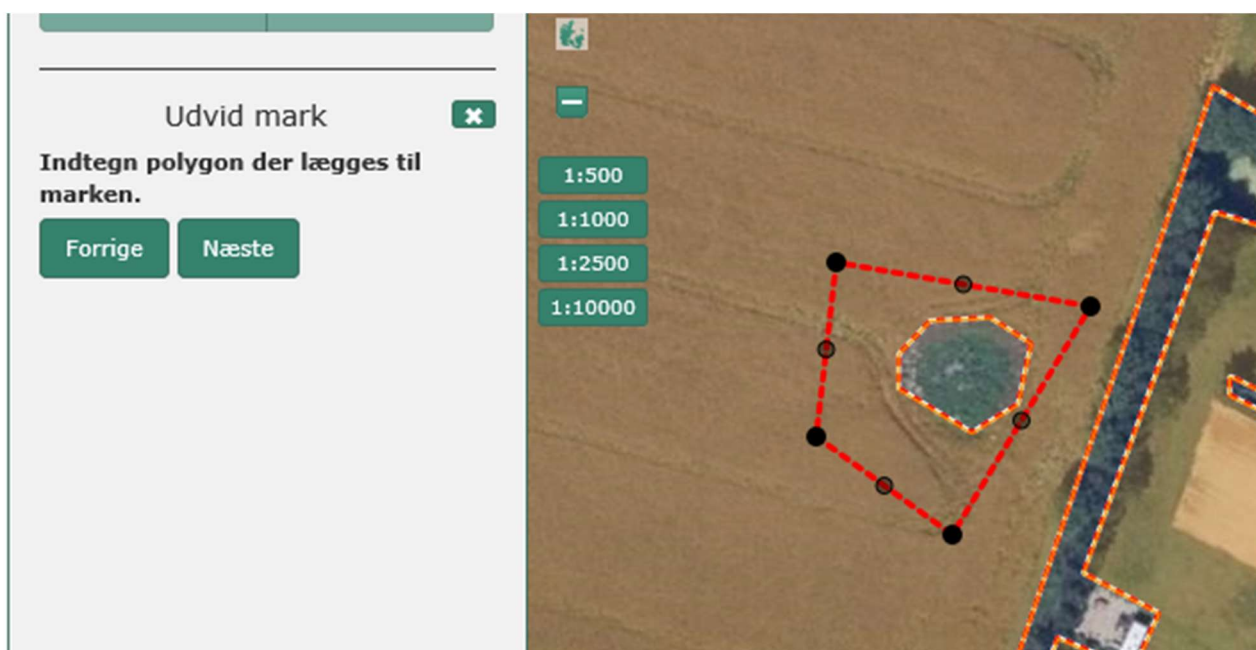 Udvid mark
Indtegn polygon der lægges til
marken.
Forrige
Næste
1:500
1:1000
1:2500
1:10000